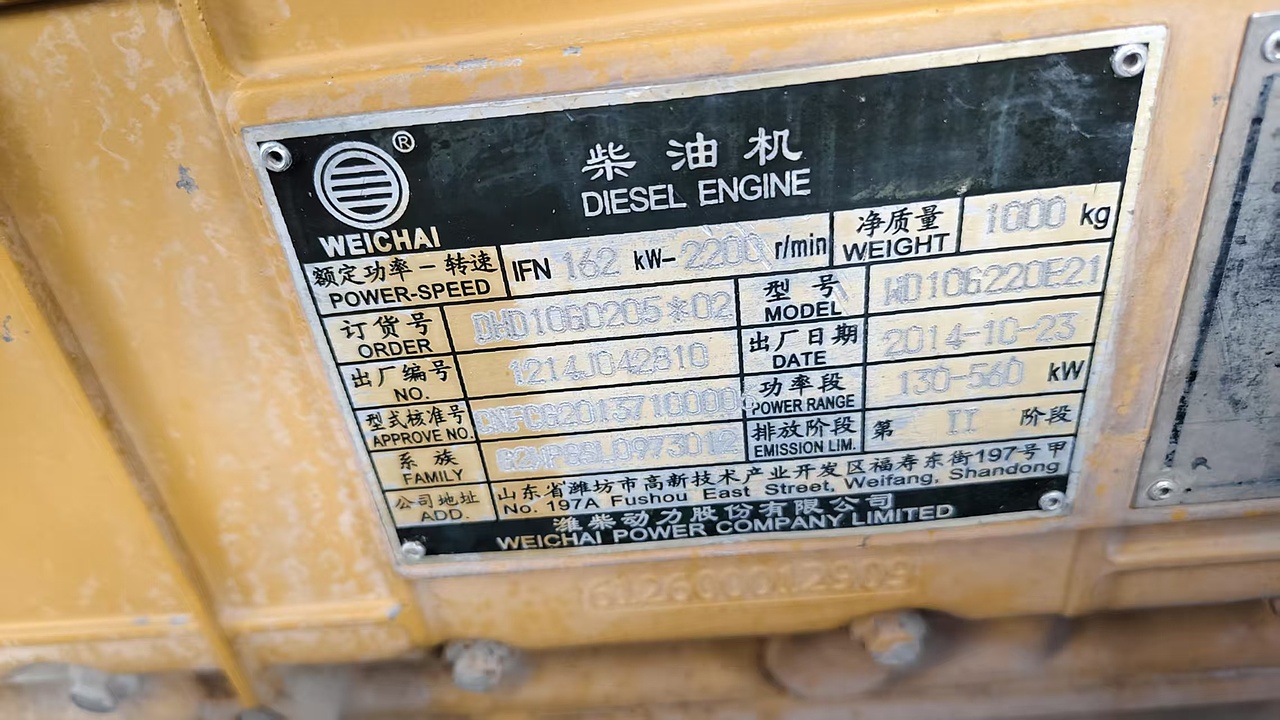 ® WEICHAI
柴油机
DIESEL ENGINE
额定功率-转速 POWER-SPEED IFN 162 kW- 2200 r/min 净质量 WEIGHT 1000 kg
订货号 ORDER DHD10G0205*02 型号 MODEL WD10G220E21
出厂编号 NO. 1214J042810 出厂日期 DATE 2014-10-23
型式核准号 APPROVE NO. 功率段 POWER RANGE 130-560 kW
系族 FAMILY 排放阶段 EMISSION LIM. 第 II 阶段
公司地址 ADD. 山东省潍坊市高新技术产业开发区福寿东街197号甲
No. 197A Fushou East Street, Weifang, Shandong
潍柴动力股份有限公司
WEICHAI POWER COMPANY LIMITED
R